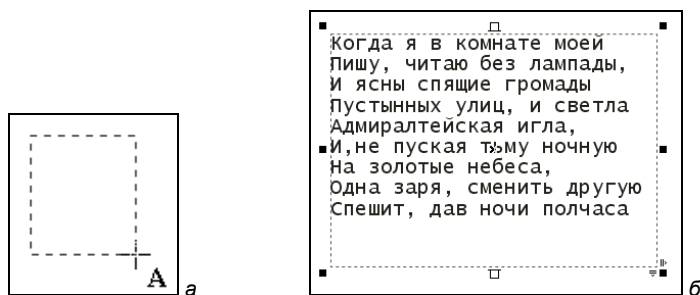 Когда я в комнате моей
Пишу, читаю без лампады,
И ясны спящие громады
Пустынных улиц, и светла
Адмиралтейская игла,
И,не пуская тьму ночную
На золотые небеса,
Одна заря, сменить другую
Спешит, дав ночи полчаса
A
а
б